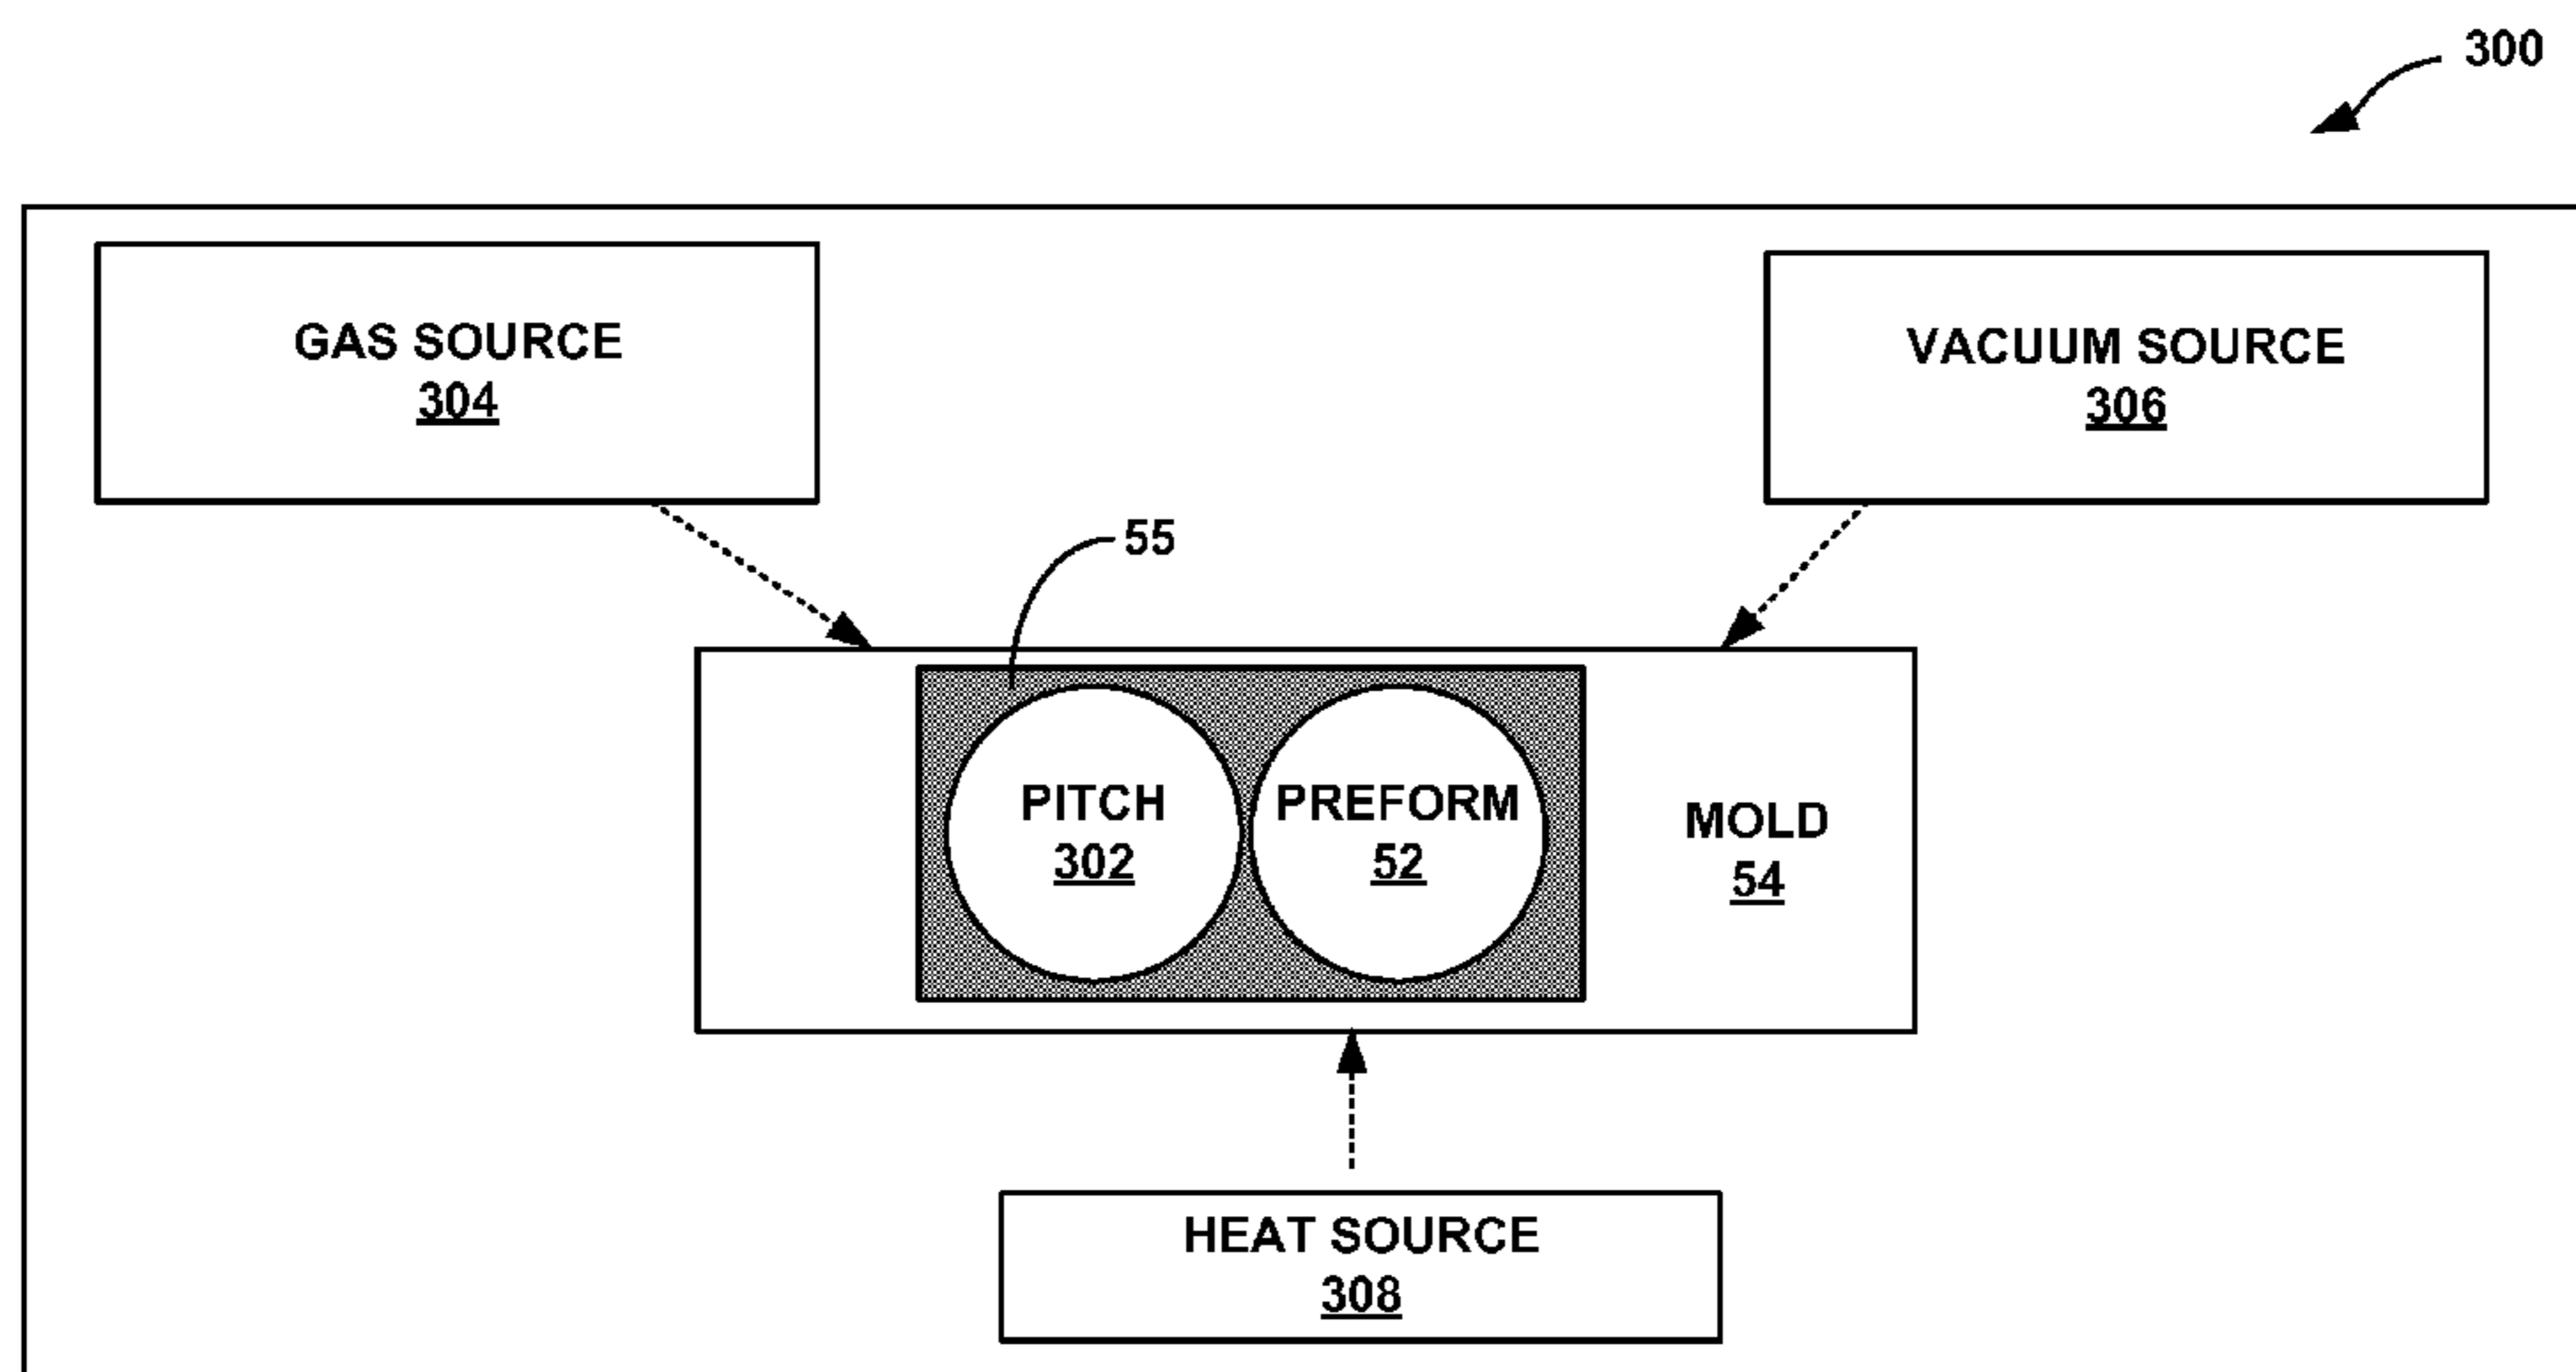 300
GAS SOURCE
304
VACUUM SOURCE
306
55
PITCH
302
PREFORM
52
MOLD
54
HEAT SOURCE
308